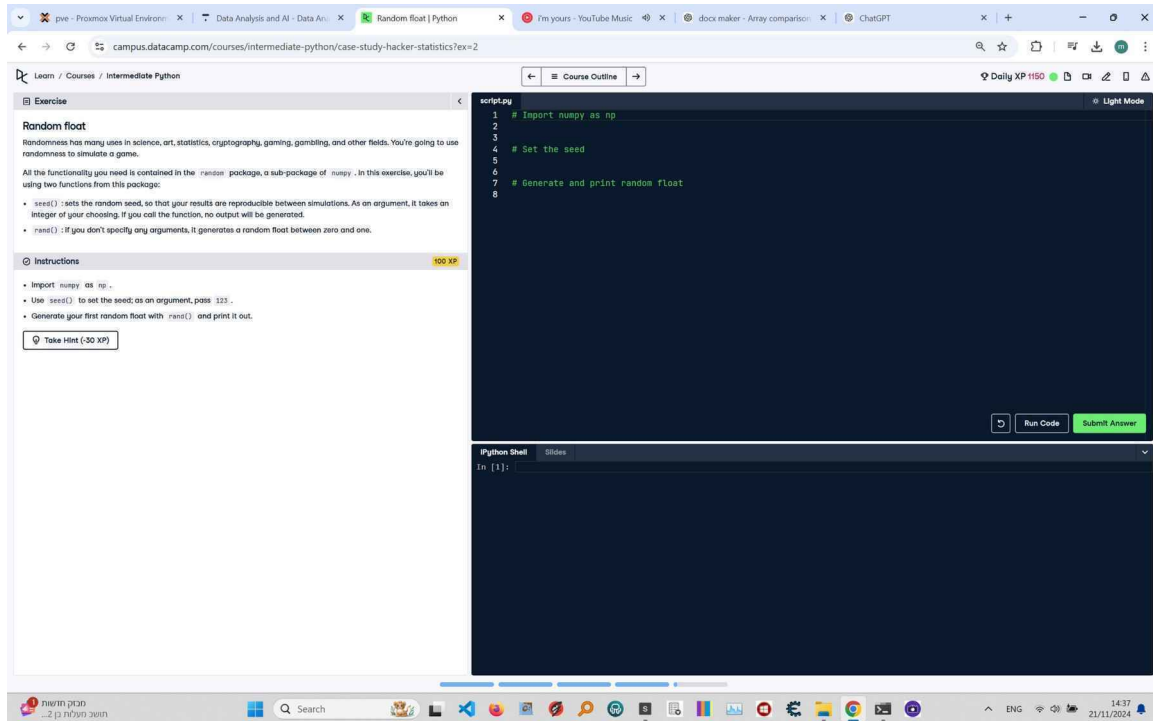 pve - Proxmox Virtual Environm
Data Analysis and AI - Data An
Random float | Python
i'm yours - YouTube Music
docx maker - Array comparison
ChatGPT
campus.datacamp.com/courses/intermediate-python/case-study-hacker-statistics?ex=2
Learn / Courses / Intermediate Python
Course Outline
Daily XP 1150
Exercise
Random float
Randomness has many uses in science, art, statistics, cryptography, gaming, gambling, and other fields. You're going to use
randomness to simulate a game.
All the functionality you need is contained in the random package, a sub-package of numpy . In this exercise, you'll be
using two functions from this package:
• seed() : sets the random seed, so that your results are reproducible between simulations. As an argument, it takes an
integer of your choosing. If you call the function, no output will be generated.
• rand() : if you don't specify any arguments, it generates a random float between zero and one.
Instructions
100 XP
• Import numpy as np .
• Use seed() to set the seed; as an argument, pass 123 .
• Generate your first random float with rand() and print it out.
Take Hint (-30 XP)
script.py
Light Mode
1 # Import numpy as np
2
3
4 # Set the seed
5
6
7 # Generate and print random float
8
Run Code
Submit Answer
IPython Shell
Slides
In [1]:
מבזק חדשות
תושב מעלות בן 2...
Search
ENG
14:37
21/11/2024